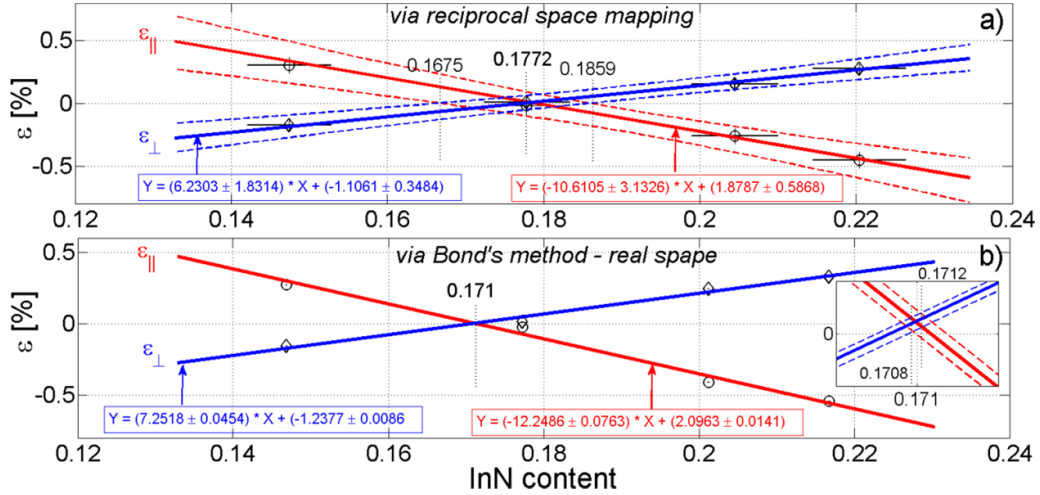 via reciprocal space mapping
a)
ε||
0.5
0.1675
0.1772
0.1859
ε [%]
0
ε⊥
-0.5
Y = (6.2303 ± 1.8314) * X + (-1.1061 ± 0.3484)
Y = (-10.6105 ± 3.1326) * X + (1.8787 ± 0.5868)
0.12 0.14 0.16 0.18 0.2 0.22 0.24
via Bond's method - real spape
b)
ε||
0.5
0.171
0.1712
ε [%]
0
0
ε⊥
0.1708
0.171
-0.5
Y = (7.2518 ± 0.0454) * X + (-1.2377 ± 0.0086
Y = (-12.2486 ± 0.0763) * X + (2.0963 ± 0.0141)
0.12 0.14 0.16 0.18 0.2 0.22 0.24
InN content